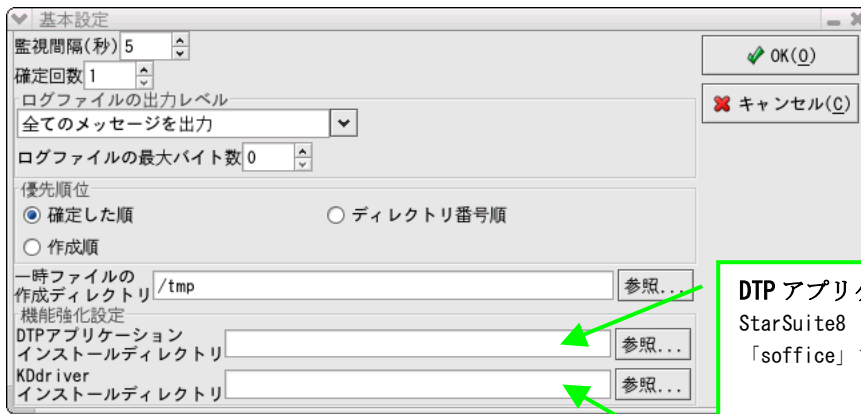 基本設定
監視間隔(秒) 5
確定回数 1
ログファイルの出力レベル
全てのメッセージを出力
ログファイルの最大バイト数 0
優先順位
確定した順
ディレクトリ番号順
作成順
一時ファイルの
作成ディレクトリ /tmp 参照...
機能強化設定
DTPアプリケーション
インストールディレクトリ 参照...
KDdriver
インストールディレクトリ 参照...
OK(O)
キャンセル(C)
DTP アプリ
StarSuite8
「soffice」